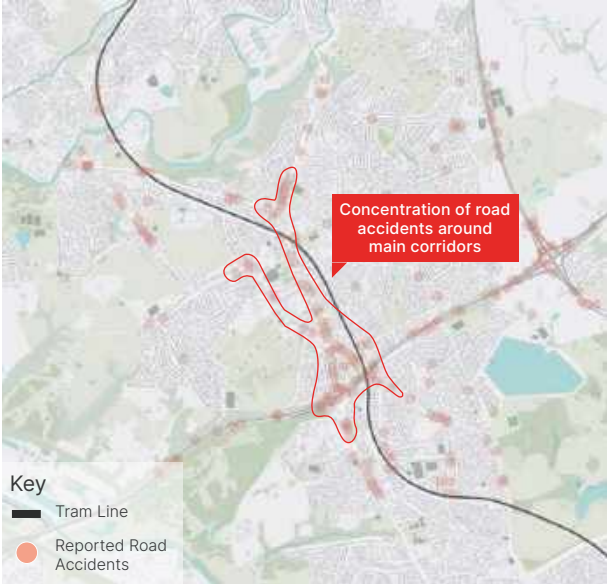 Concentration of road
accidents around
main corridors
Key
Tram Line
Reported Road
Accidents